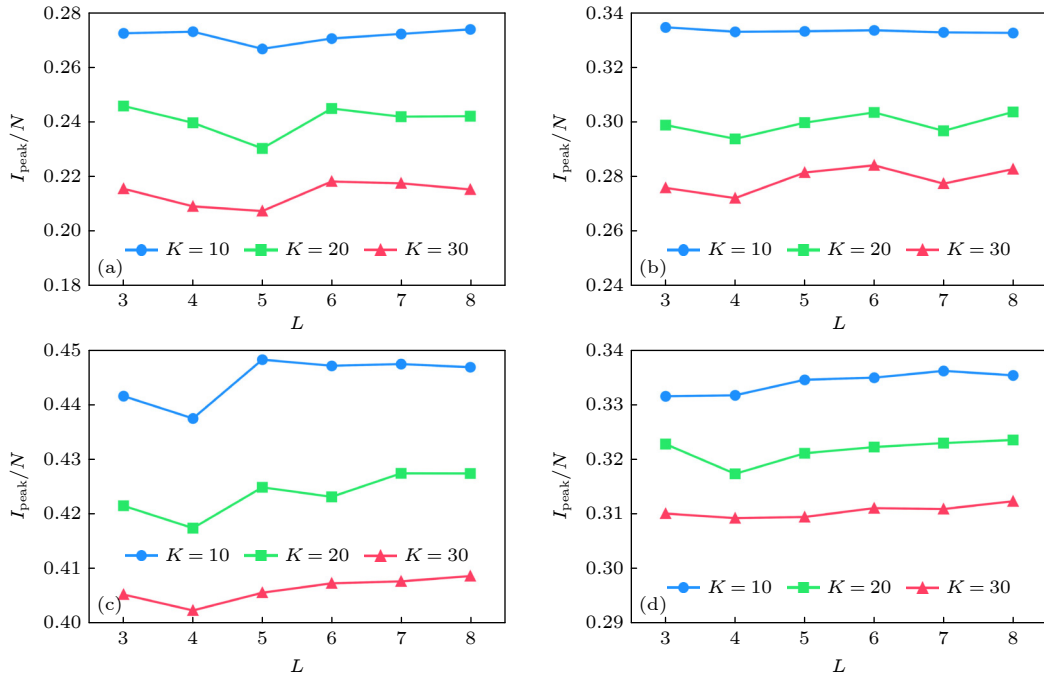 0.28
0.26
0.24
0.22
0.20
0.18
I_peak/N
K = 10 K = 20 K = 30
(a)
3 4 5 6 7 8
L
0.34
0.32
0.30
0.28
0.26
0.24
I_peak/N
K = 10 K = 20 K = 30
(b)
3 4 5 6 7 8
L
0.45
0.44
0.43
0.42
0.41
0.40
I_peak/N
K = 10 K = 20 K = 30
(c)
3 4 5 6 7 8
L
0.34
0.33
0.32
0.31
0.30
0.29
I_peak/N
K = 10 K = 20 K = 30
(d)
3 4 5 6 7 8
L